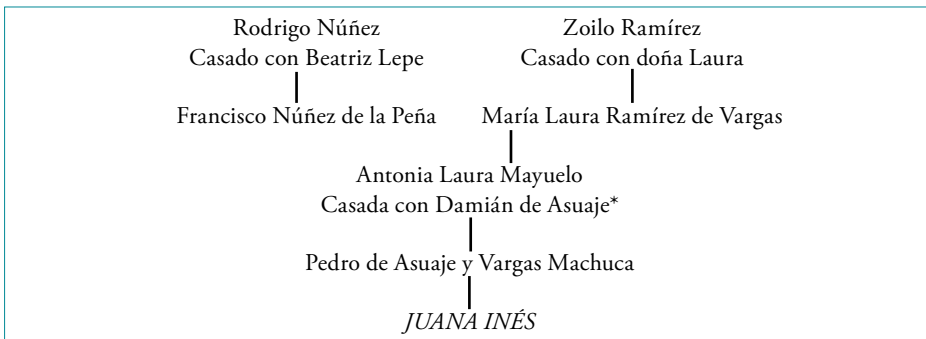 Rodrigo Núñez
Casado con Beatriz Lepe
Zoilo Ramírez
Casado con doña Laura
Francisco Núñez de la Peña
María Laura Ramírez de Vargas
Antonia Laura Mayuelo
Casada con Damián de Asuaje*
Pedro de Asuaje y Vargas Machuca
JUANA INÉS